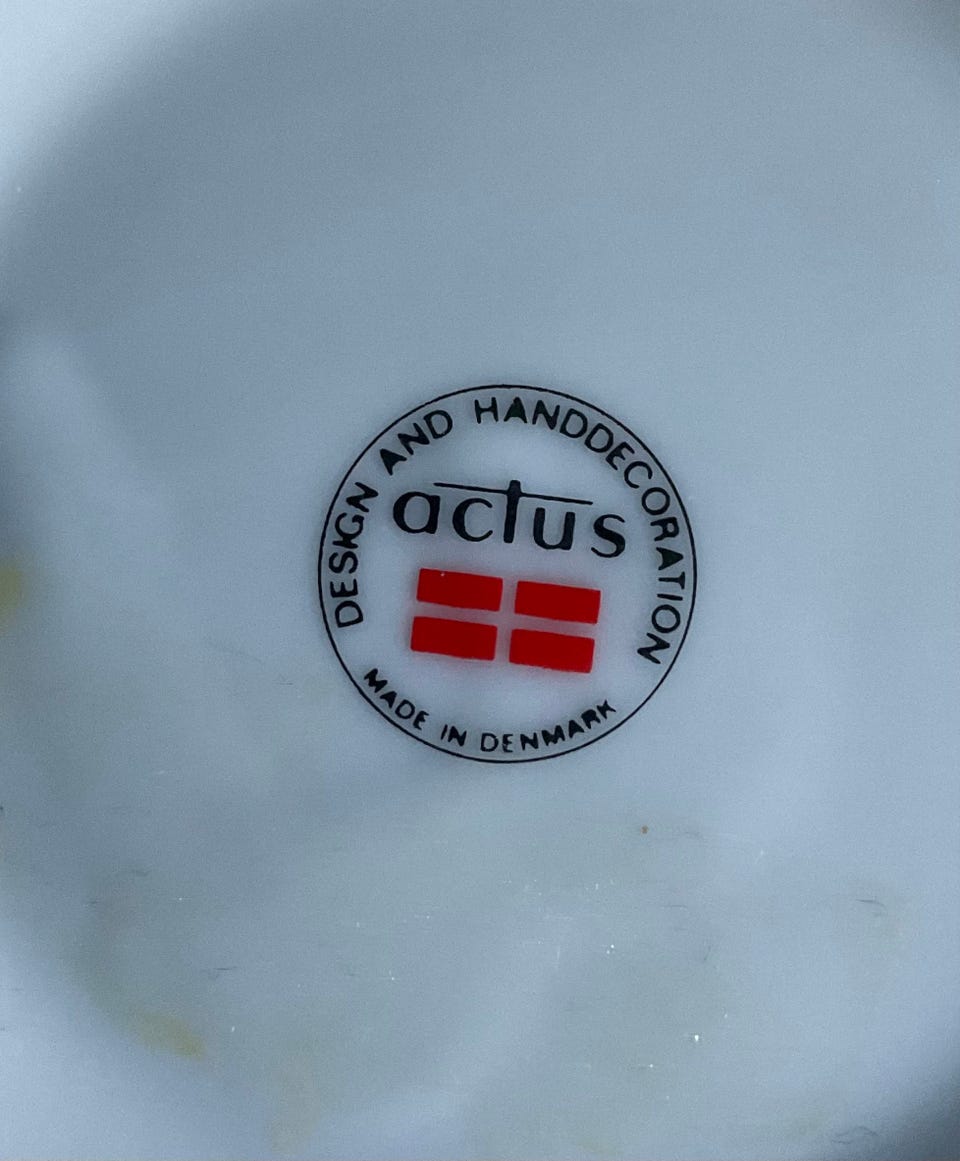 DESIGN AND HANDDECORATION
actus
MADE IN DENMARK